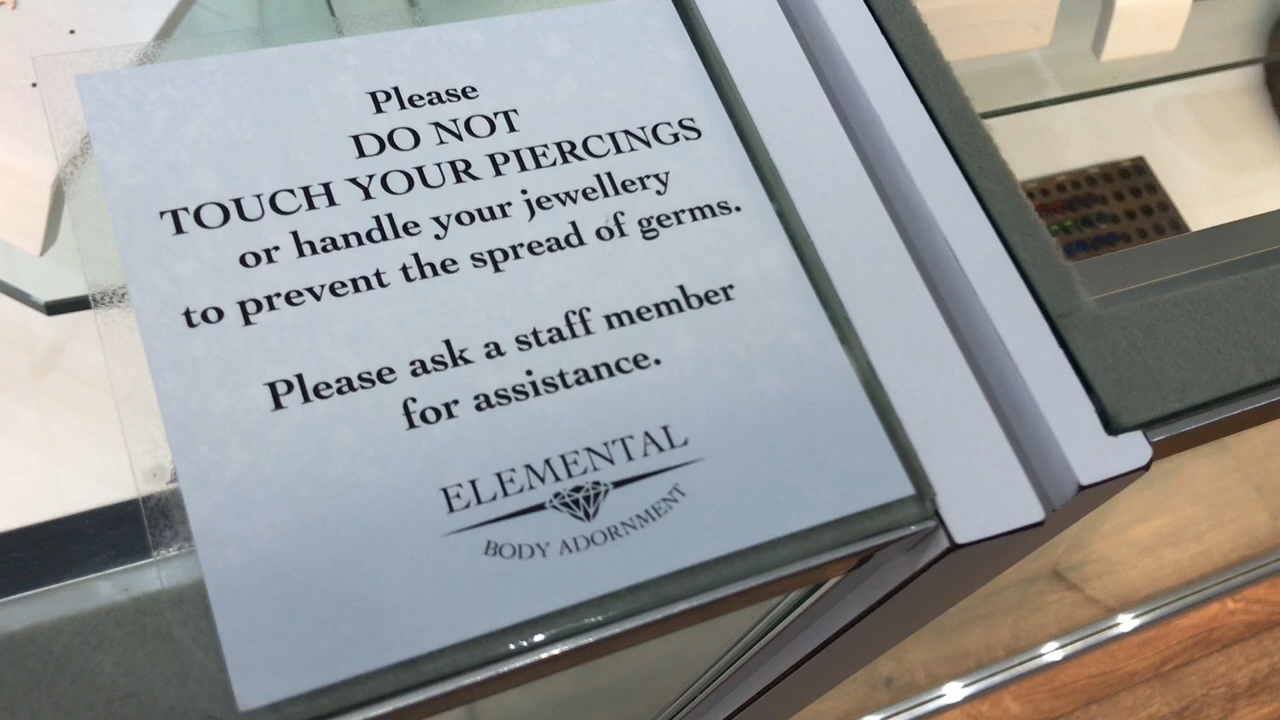 Please
DO NOT
TOUCH YOUR PIERCINGS
or handle your jewellery
to prevent the spread of germs.
Please ask a staff member
for assistance.
ELEMENTAL
BODY ADORNMENT